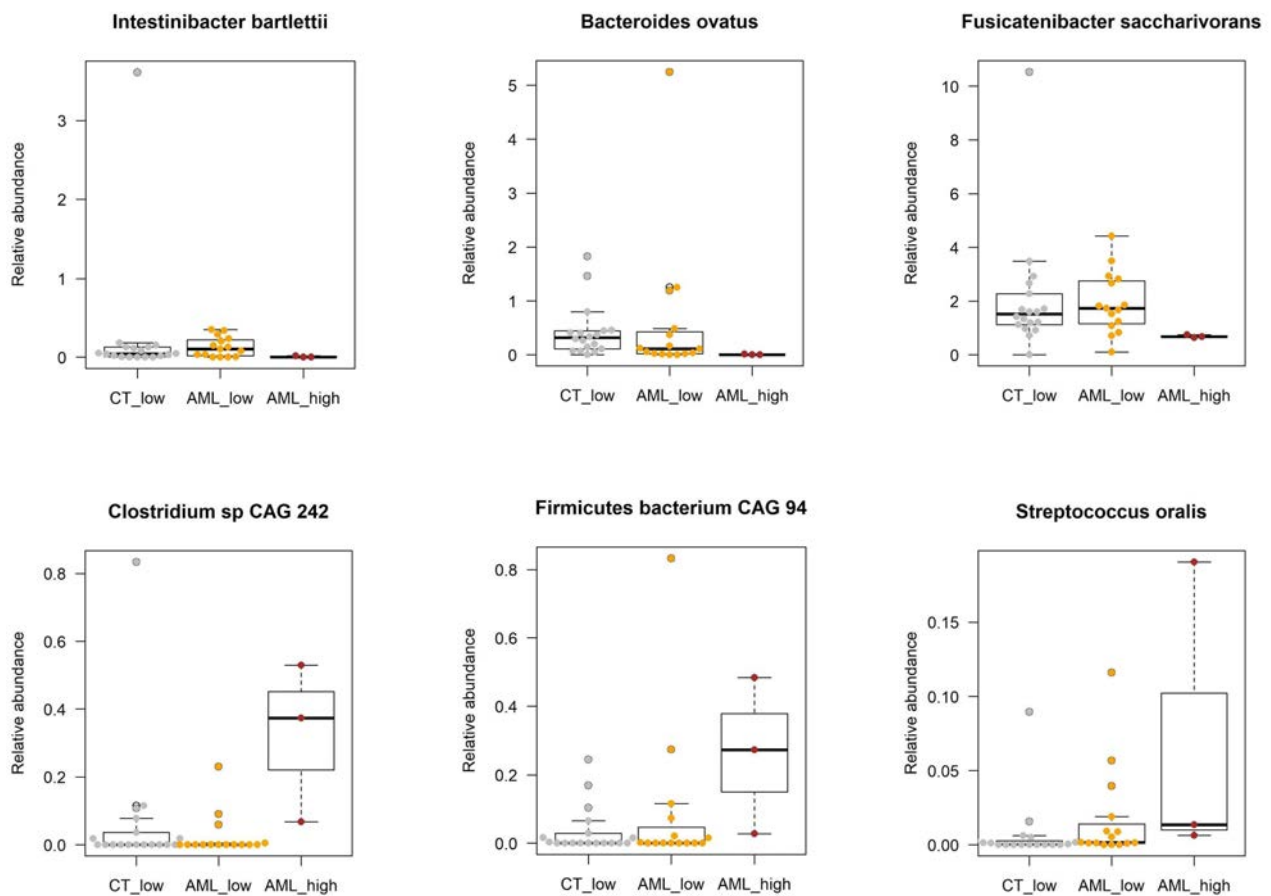 Intestinibacter bartlettii
Relative abundance
3
2
1
0
CT_low AML_low AML_high
Bacteroides ovatus
Relative abundance
5
4
3
2
1
0
CT_low AML_low AML_high
Fusicatenibacter saccharivorans
Relative abundance
10
8
6
4
2
0
CT_low AML_low AML_high
Clostridium sp CAG 242
Relative abundance
0.8
0.6
0.4
0.2
0.0
CT_low AML_low AML_high
Firmicutes bacterium CAG 94
Relative abundance
0.8
0.6
0.4
0.2
0.0
CT_low AML_low AML_high
Streptococcus oralis
Relative abundance
0.15
0.10
0.05
0.00
CT_low AML_low AML_high